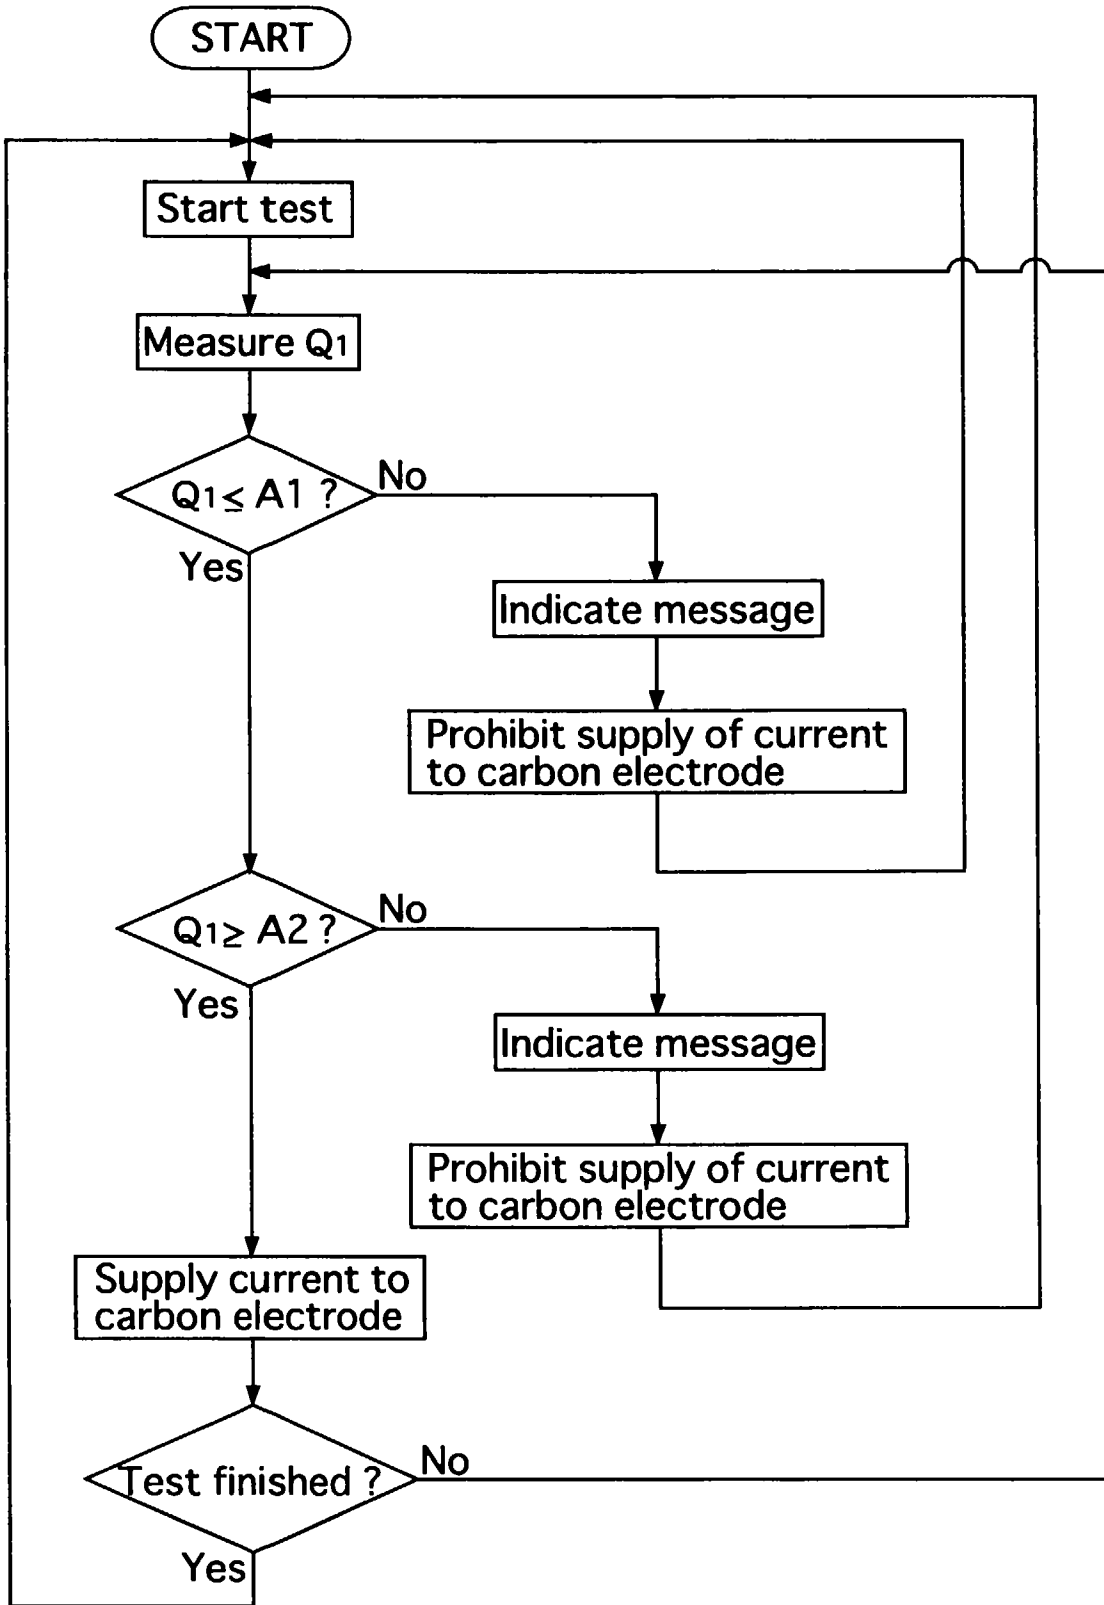 START
Start test
Measure Q1
Q1≤ A1 ?
No
Yes
Indicate message
Prohibit supply of current
to carbon electrode
Q1≥ A2 ?
No
Yes
Indicate message
Prohibit supply of current
to carbon electrode
Supply current to
carbon electrode
Test finished ?
No
Yes